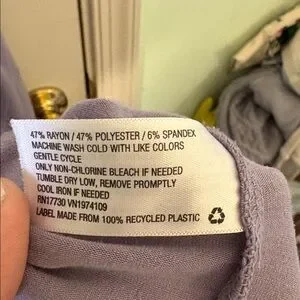 47% RAYON / 47% POLYESTER / 6% SPANDEX
MACHINE WASH COLD WITH LIKE COLORS
GENTLE CYCLE
ONLY NON-CHLORINE BLEACH IF NEEDED
TUMBLE DRY LOW, REMOVE PROMPTLY
COOL IRON IF NEEDED
RN17730 VN1974109
LABEL MADE FROM 100% RECYCLED PLASTIC